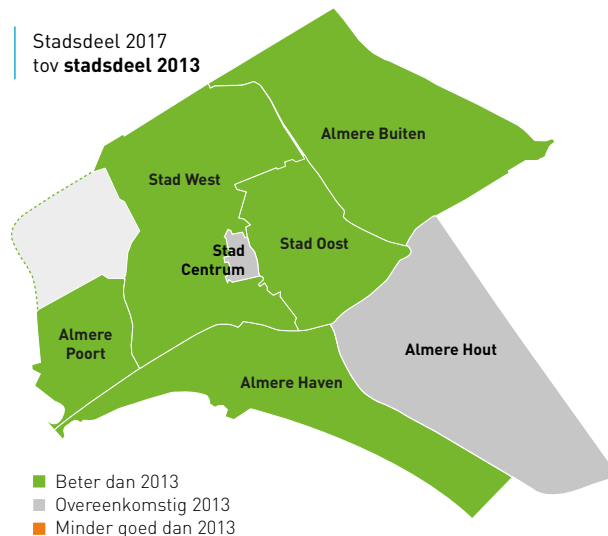 Stadsdeel 2017
tov stadsdeel 2013
Almere Buiten
Stad West
Stad Oost
Stad
Centrum
Almere
Poort
Almere Hout
Almere Haven
Beter dan 2013
Overeenkomstig 2013
Minder goed dan 2013